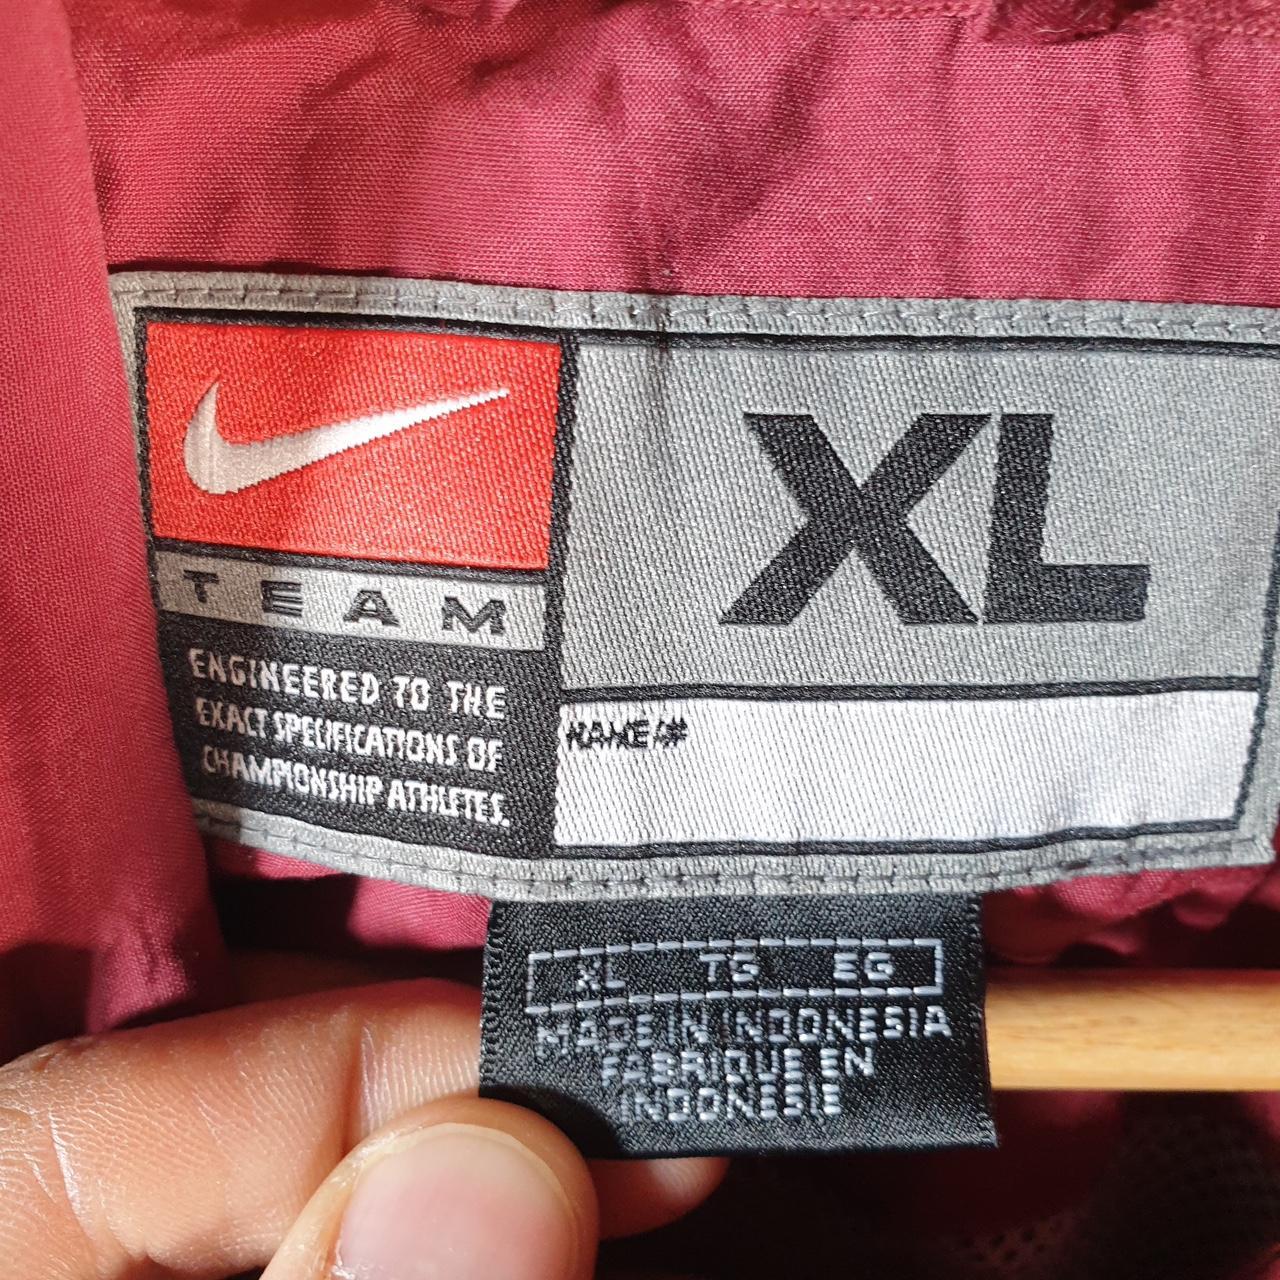 TEAM
ENGINEERED TO THE
EXACT SPECIFICATIONS OF
CHAMPIONSHIP ATHLETES.
XL
NAME/#
XL TG EG
MADE IN INDONESIA
FABRIQUE EN
INDONESIE